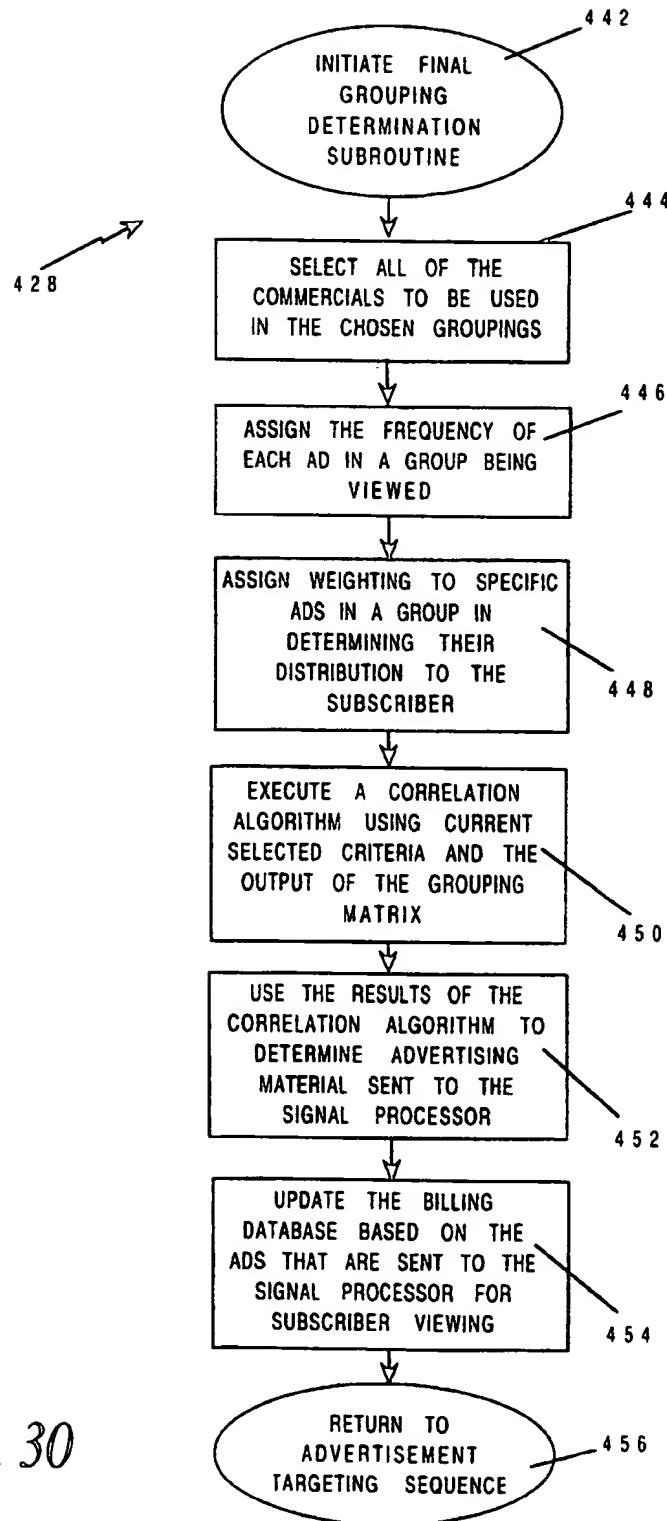 442
INITIATE FINAL
GROUPING
DETERMINATION
SUBROUTINE
428
444
SELECT ALL OF THE
COMMERCIALS TO BE USED
IN THE CHOSEN GROUPINGS
446
ASSIGN THE FREQUENCY OF
EACH AD IN A GROUP BEING
VIEWED
ASSIGN WEIGHTING TO SPECIFIC
ADS IN A GROUP IN
DETERMINING THEIR
DISTRIBUTION TO THE
SUBSCRIBER
448
EXECUTE A CORRELATION
ALGORITHM USING CURRENT
SELECTED CRITERIA AND THE
OUTPUT OF THE GROUPING
MATRIX
450
USE THE RESULTS OF THE
CORRELATION ALGORITHM TO
DETERMINE ADVERTISING
MATERIAL SENT TO THE
SIGNAL PROCESSOR
452
UPDATE THE BILLING
DATABASE BASED ON THE
ADS THAT ARE SENT TO THE
SIGNAL PROCESSOR FOR
SUBSCRIBER VIEWING
454
RETURN TO
ADVERTISEMENT
TARGETING SEQUENCE
456
30